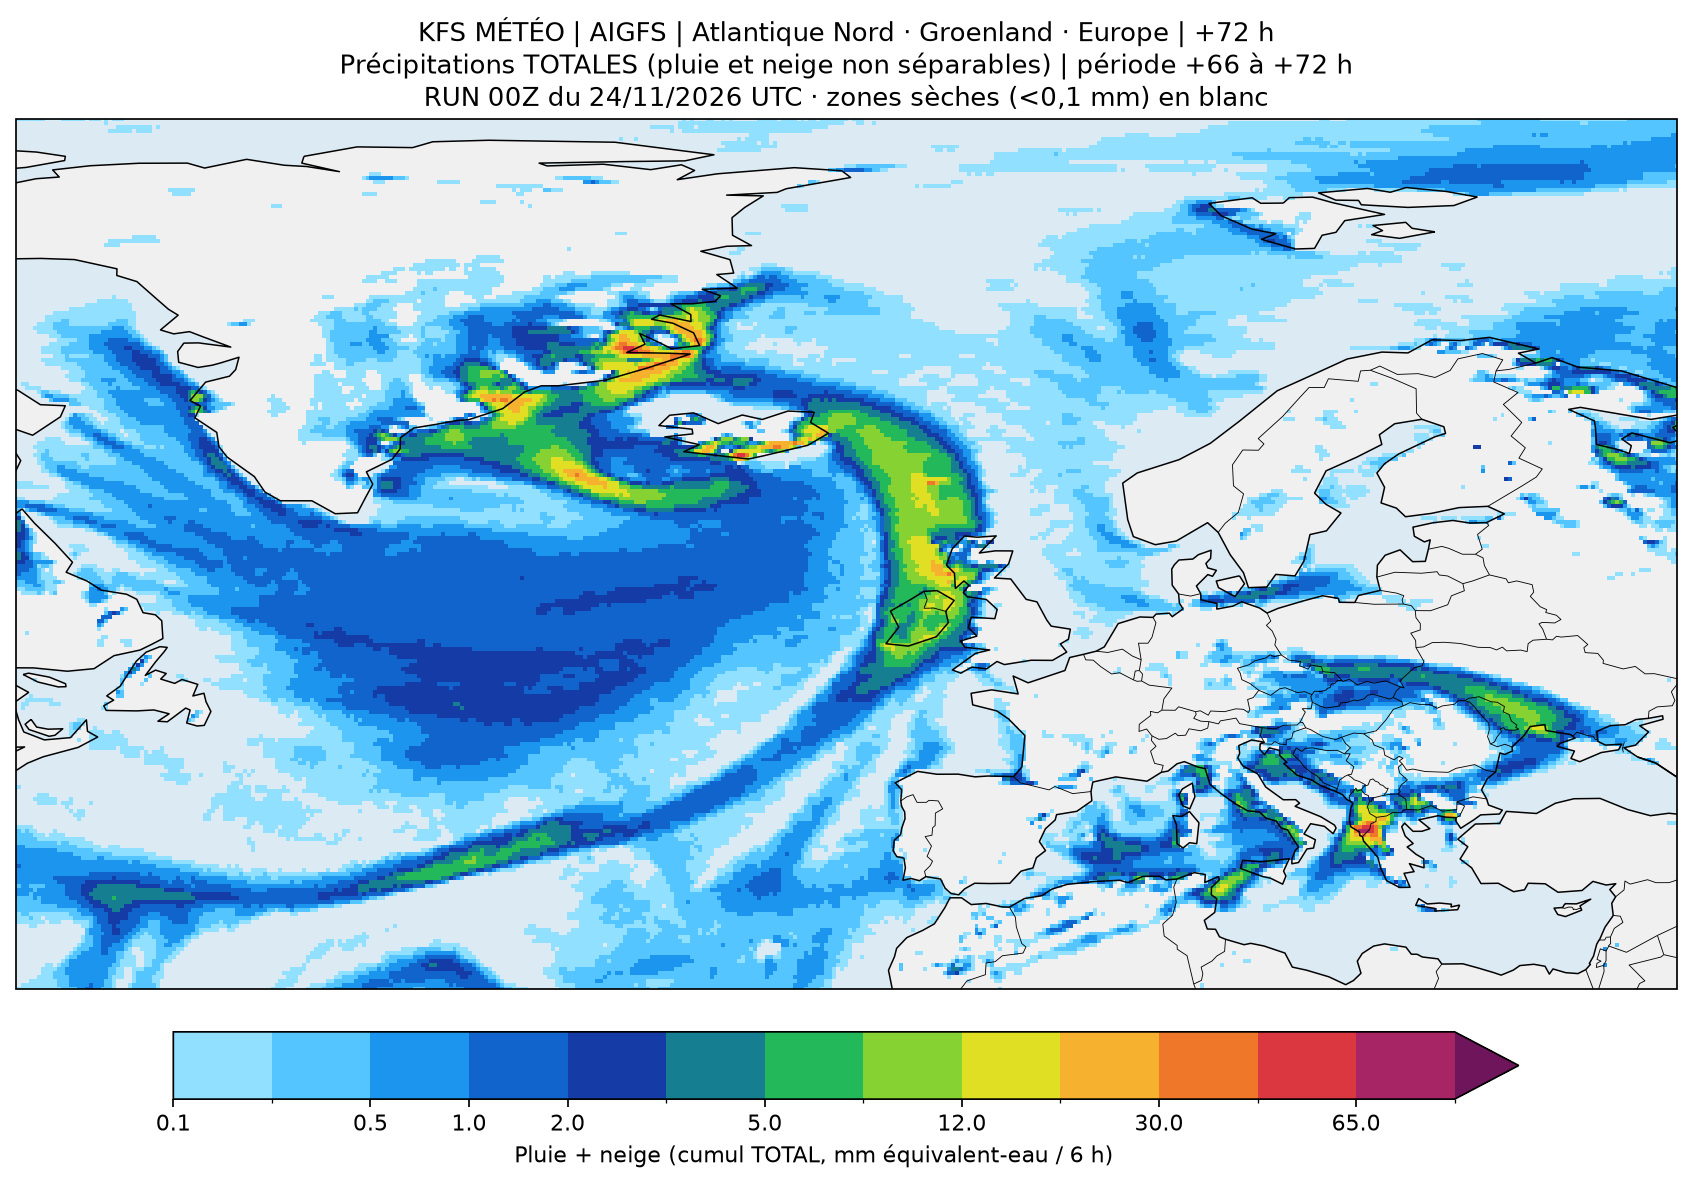 KFS MÉTÉO | AIGFS | Atlantique Nord · Groenland · Europe | +72 h
Précipitations TOTALES (pluie et neige non séparables) | période +66 à +72 h
RUN 00Z du 24/11/2026 UTC · zones sèches (<0,1 mm) en blanc
0.1 0.5 1.0 2.0 5.0 12.0 30.0 65.0
Pluie + neige (cumul TOTAL, mm équivalent-eau / 6 h)